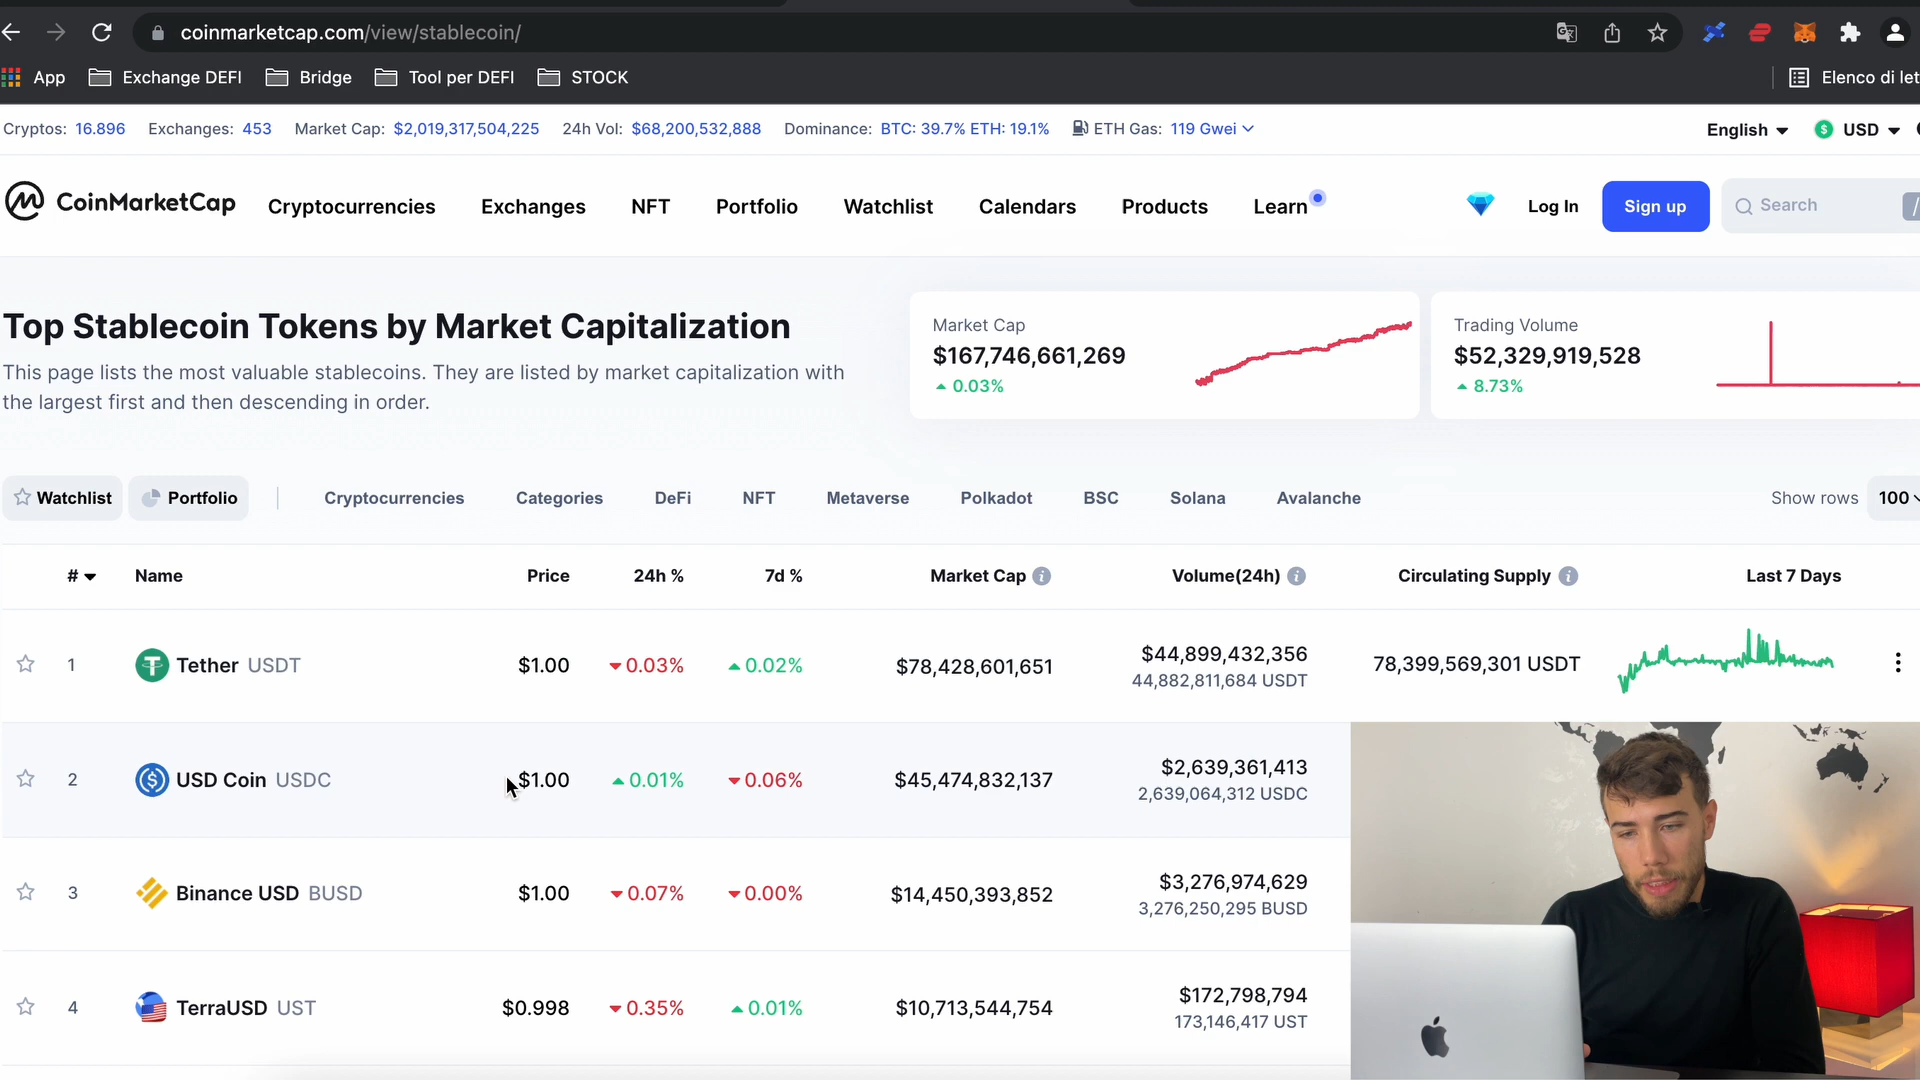 coinmarketcap.com/view/stablecoin/
App Exchange DEFI Bridge Tool per DEFI STOCK Elenco di let
Cryptos: 16.896 Exchanges: 453 Market Cap: $2,019,317,504,225 24h Vol: $68,200,532,888 Dominance: BTC: 39.7% ETH: 19.1% ETH Gas: 119 Gwei English USD
CoinMarketCap Cryptocurrencies Exchanges NFT Portfolio Watchlist Calendars Products Learn Log In Sign up Search /
Top Stablecoin Tokens by Market Capitalization
This page lists the most valuable stablecoins. They are listed by market capitalization with
the largest first and then descending in order.
Market Cap
$167,746,661,269
0.03%
Trading Volume
$52,329,919,528
8.73%
Watchlist Portfolio Cryptocurrencies Categories DeFi NFT Metaverse Polkadot BSC Solana Avalanche Show rows 100
# Name Price 24h % 7d % Market Cap Volume(24h) Circulating Supply Last 7 Days
1 Tether USDT $1.00 0.03% 0.02% $78,428,601,651 $44,899,432,356 78,399,569,301 USDT
44,882,811,684 USDT
2 USD Coin USDC $1.00 0.01% 0.06% $45,474,832,137 $2,639,361,413
2,639,064,312 USDC
3 Binance USD BUSD $1.00 0.07% 0.00% $14,450,393,852 $3,276,974,629
3,276,250,295 BUSD
4 TerraUSD UST $0.998 0.35% 0.01% $10,713,544,754 $172,798,794
173,146,417 UST